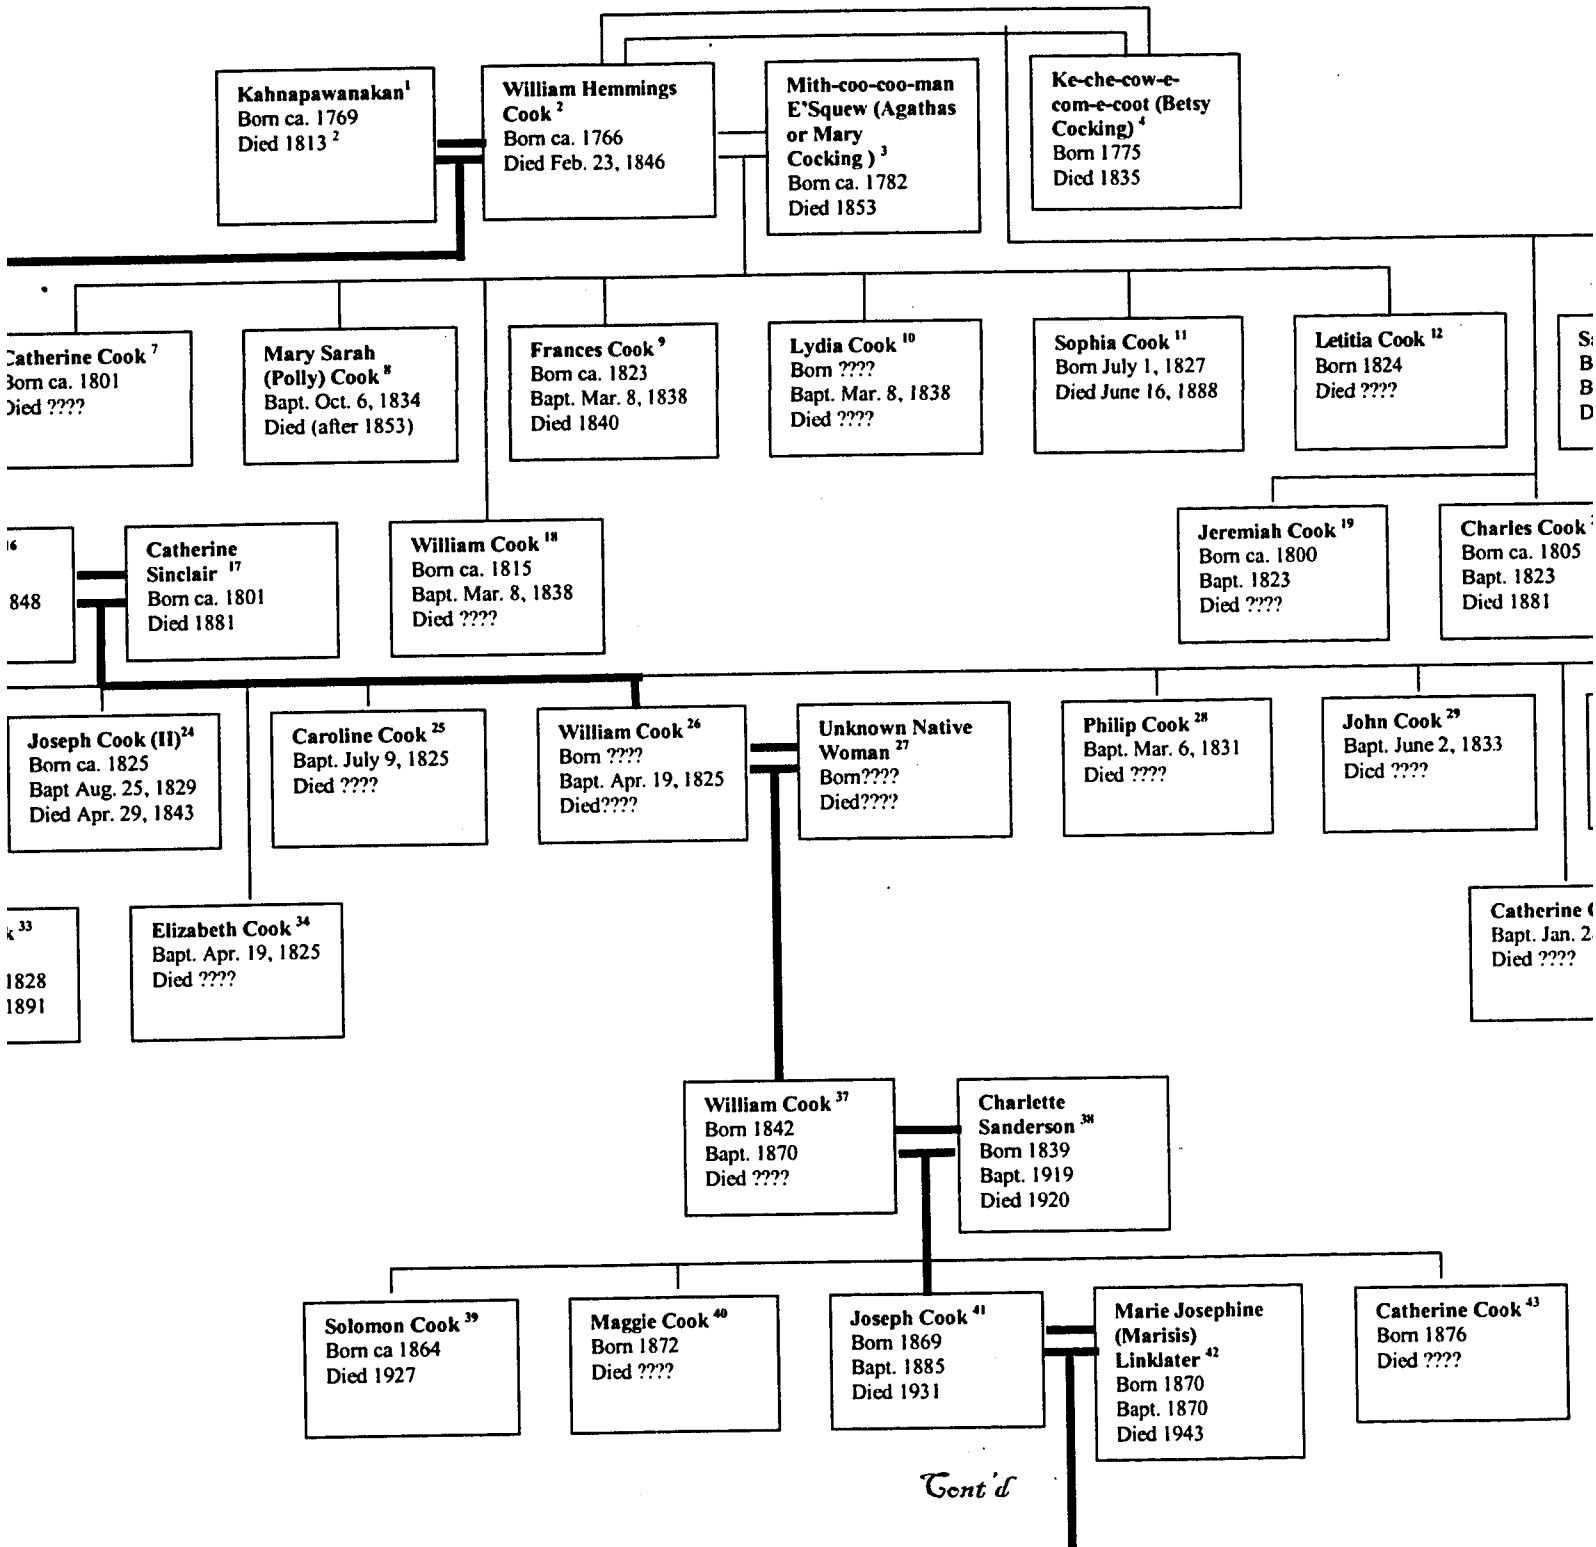 Kahnapawanakan 1
Born ca. 1769
Died 1813 2
William Hemmings
Cook 2
Born ca. 1766
Died Feb. 23, 1846
Mith-coo-coo-man
E'Squew (Agathas
or Mary
Cocking ) 3
Born ca. 1782
Died 1853
Ke-che-cow-e-
com-e-coot (Betsy
Cocking) 4
Born 1775
Died 1835
Catherine Cook 7
Born ca. 1801
Died ????
Mary Sarah
(Polly) Cook 8
Bapt. Oct. 6, 1834
Died (after 1853)
Frances Cook 9
Born ca. 1823
Bapt. Mar. 8, 1838
Died 1840
Lydia Cook 10
Born ????
Bapt. Mar. 8, 1838
Died ????
Sophia Cook 11
Born July 1, 1827
Died June 16, 1888
Letitia Cook 12
Born 1824
Died ????
Sa
B
B
D
16
848
Catherine
Sinclair 17
Born ca. 1801
Died 1881
William Cook 18
Born ca. 1815
Bapt. Mar. 8, 1838
Died ????
Jeremiah Cook 19
Born ca. 1800
Bapt. 1823
Died ????
Charles Cook
Born ca. 1805
Bapt. 1823
Died 1881
Joseph Cook (II) 24
Born ca. 1825
Bapt Aug. 25, 1829
Died Apr. 29, 1843
Caroline Cook 25
Bapt. July 9, 1825
Died ????
William Cook 26
Born ????
Bapt. Apr. 19, 1825
Died????
Unknown Native
Woman 27
Born????
Died????
Philip Cook 28
Bapt. Mar. 6, 1831
Died ????
John Cook 29
Bapt. June 2, 1833
Died ????
k 33
1828
1891
Elizabeth Cook 34
Bapt. Apr. 19, 1825
Died ????
Catherine C
Bapt. Jan. 2
Died ????
William Cook 37
Born 1842
Bapt. 1870
Died ????
Charlette
Sanderson 38
Born 1839
Bapt. 1919
Died 1920
Solomon Cook 39
Born ca 1864
Died 1927
Maggie Cook 40
Born 1872
Died ????
Joseph Cook 41
Born 1869
Bapt. 1885
Died 1931
Marie Josephine
(Marisis)
Linklater 42
Born 1870
Bapt. 1870
Died 1943
Catherine Cook 43
Born 1876
Died ????
Cont'd